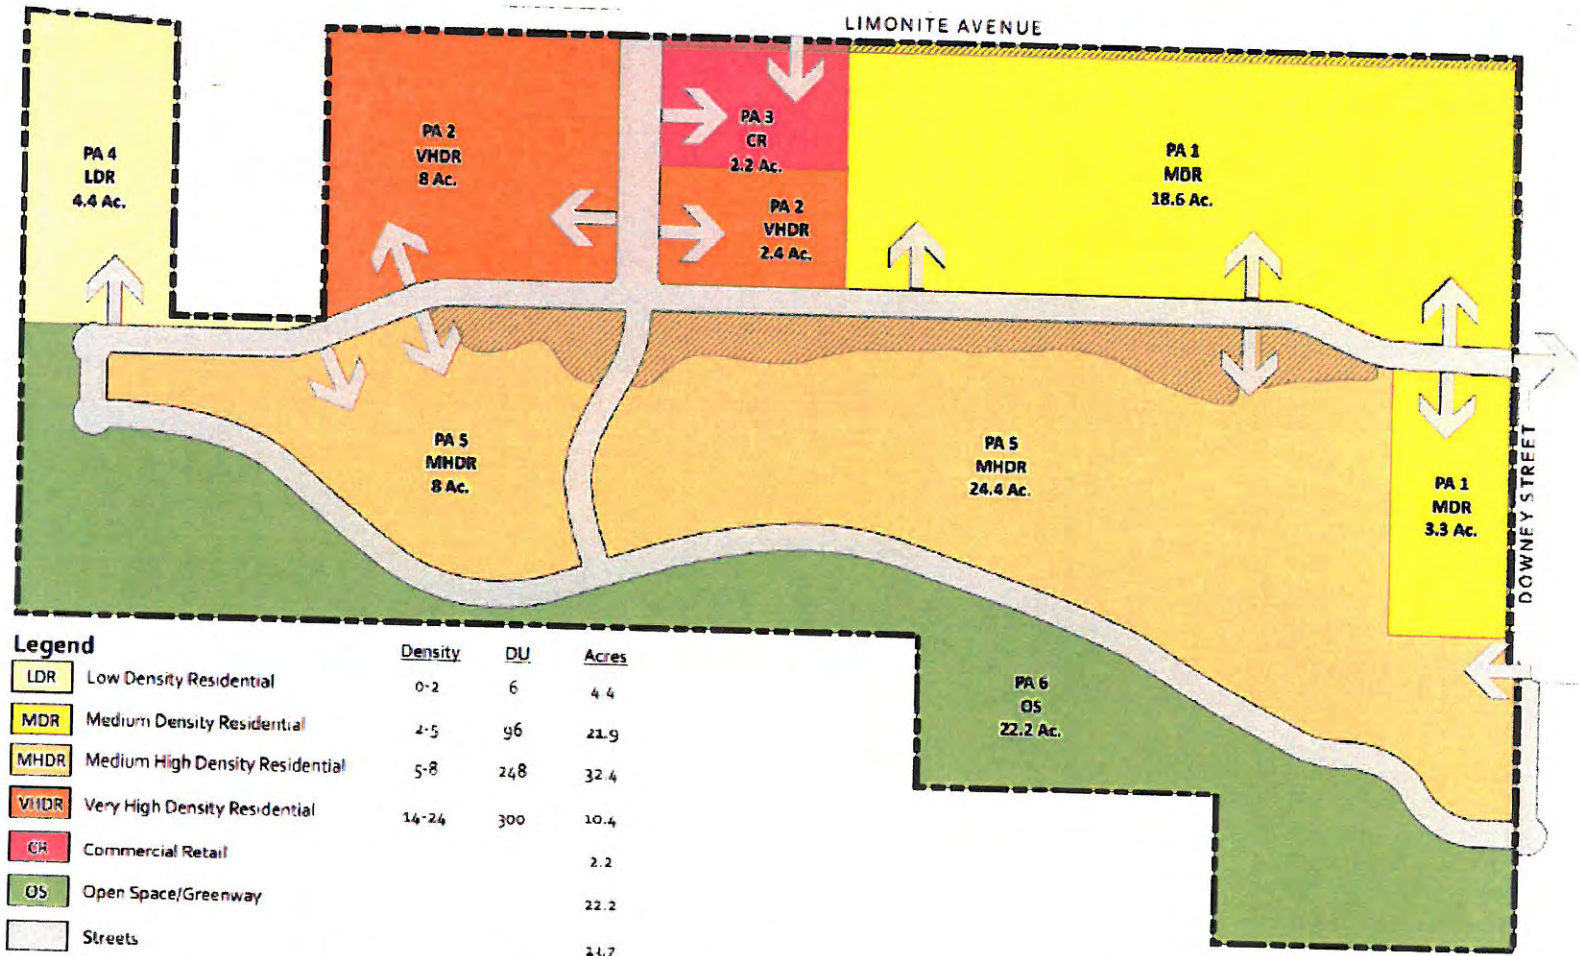 LIMONITE AVENUE
PA 4
LDR
4.4 Ac.
PA 2
VHDR
8 Ac.
PA 3
CR
2.2 Ac.
PA 2
VHDR
2.4 Ac.
PA 1
MDR
18.6 Ac.
PA 5
MHDR
8 Ac.
PA 5
MHDR
24.4 Ac.
PA 1
MDR
3.3 Ac.
DOWNEY STREET
PA 6
OS
22.2 Ac.
Legend Density DU Acres
LDR Low Density Residential 0-2 6 4.4
MDR Medium Density Residential 2-5 96 21.9
MHDR Medium High Density Residential 5-8 248 32.4
VHDR Very High Density Residential 14-24 300 10.4
CR Commercial Retail 2.2
OS Open Space/Greenway 22.2
Streets